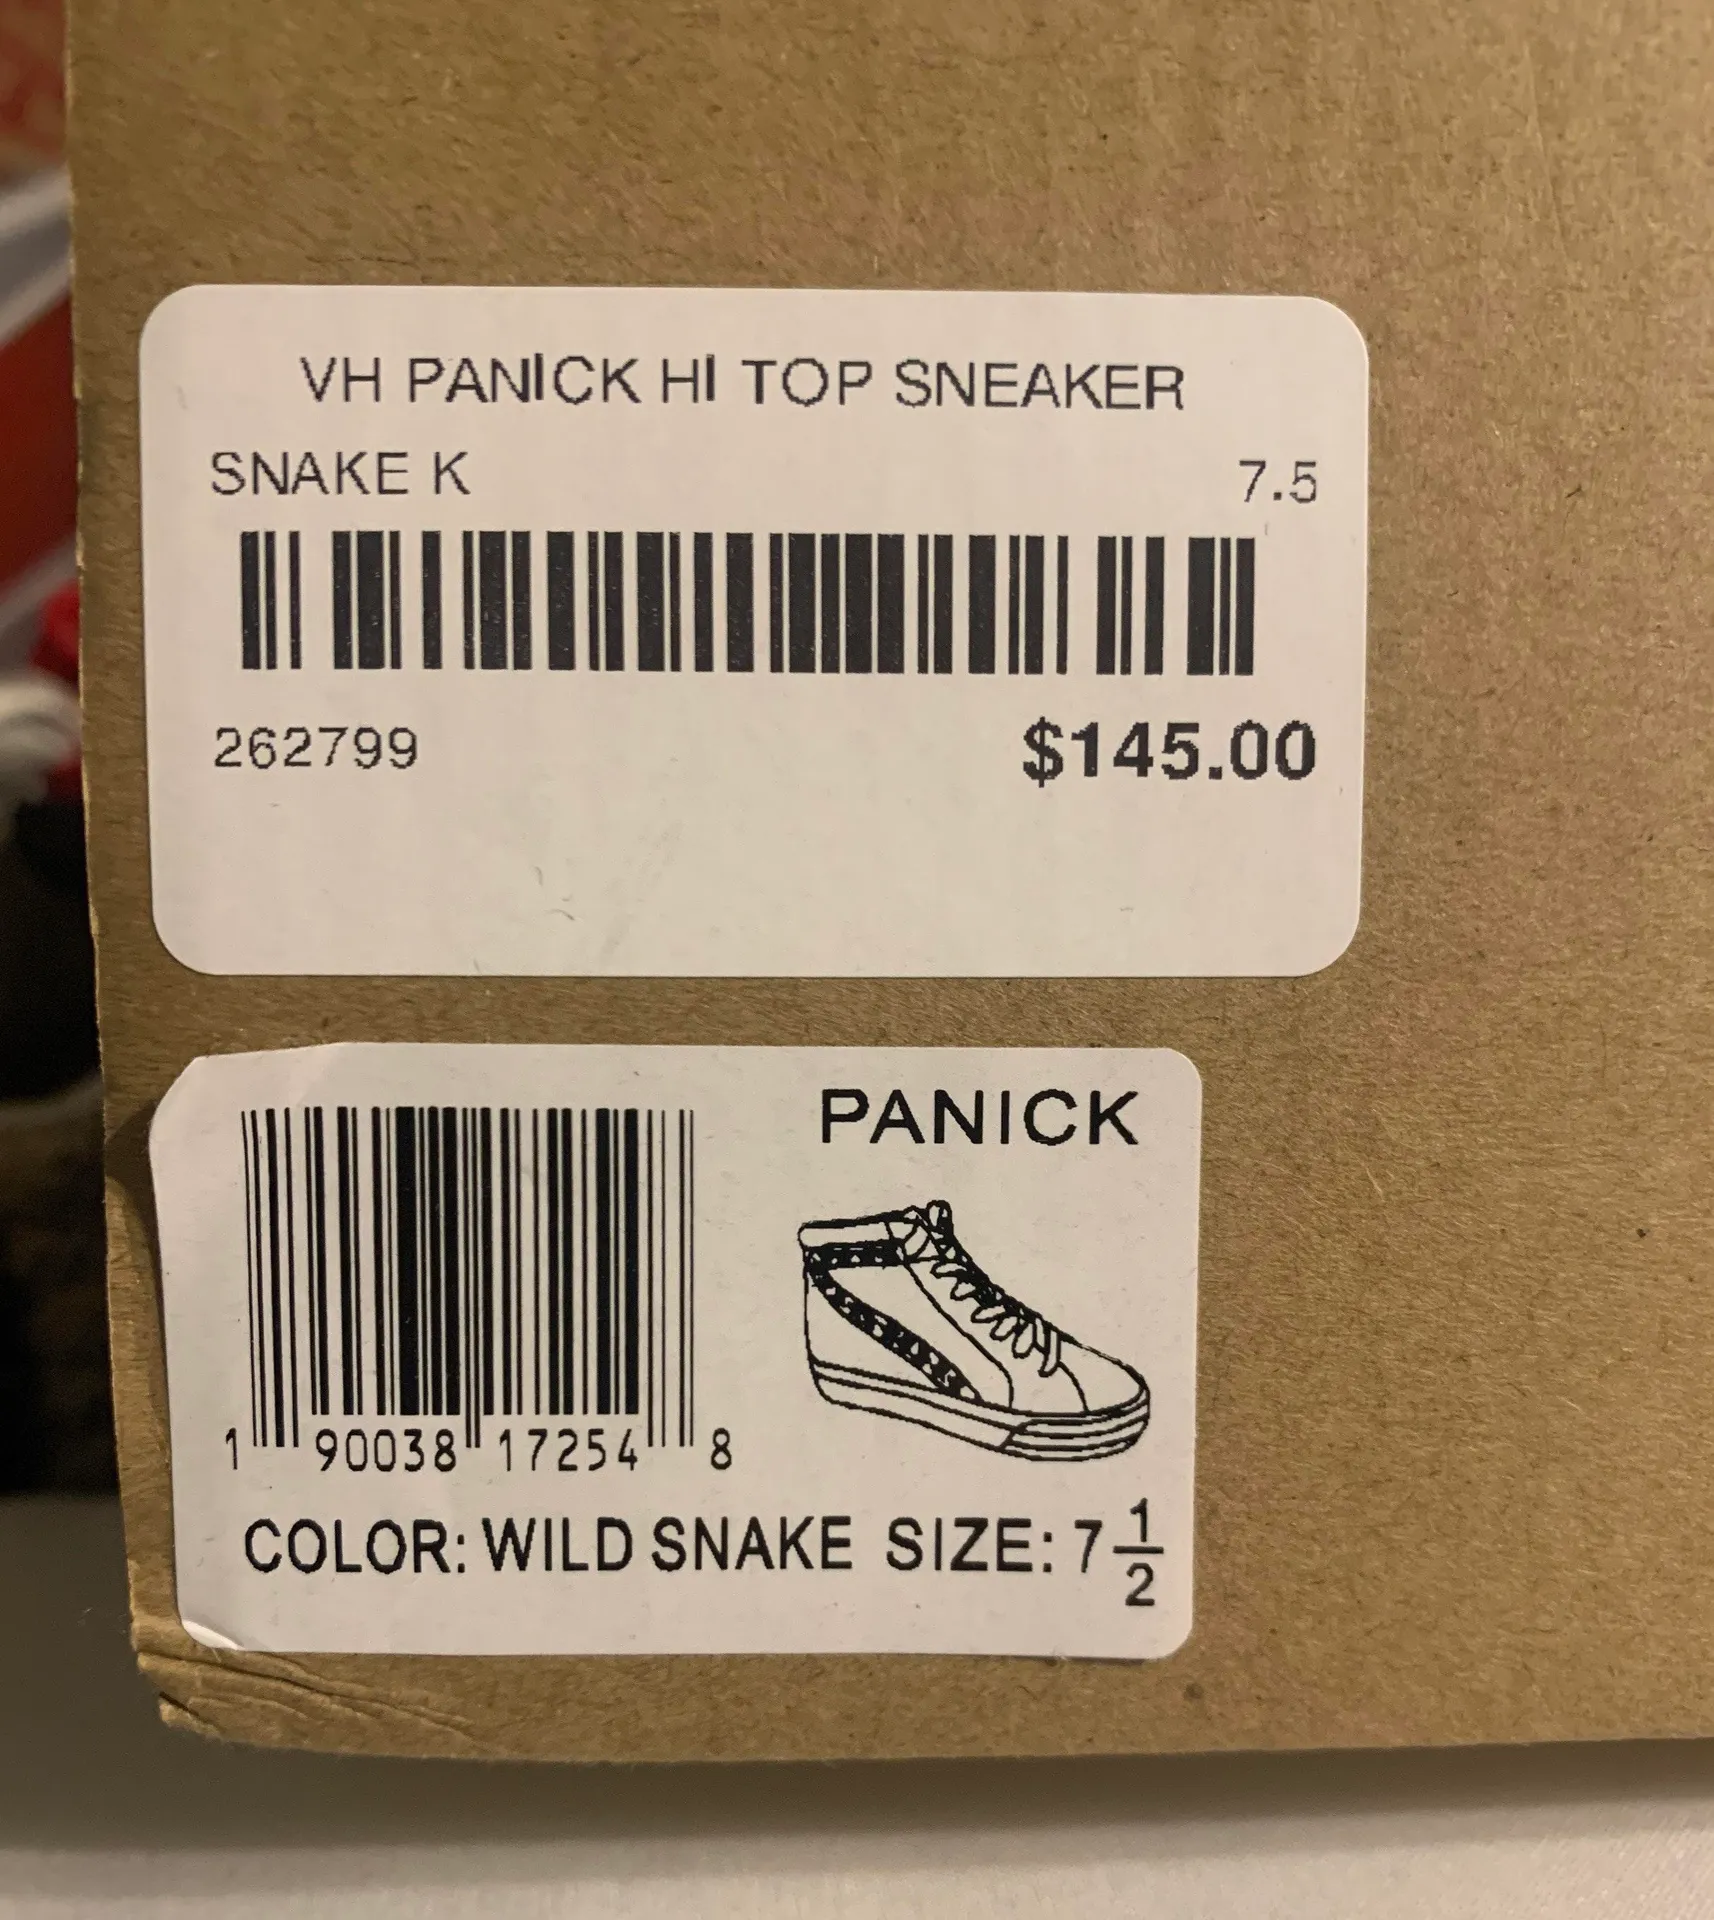 VH PANICK HI TOP SNEAKER
SNAKE K 7.5
262799 $145.00
PANICK
1 90038 17254 8
COLOR: WILD SNAKE SIZE: 7 1/2